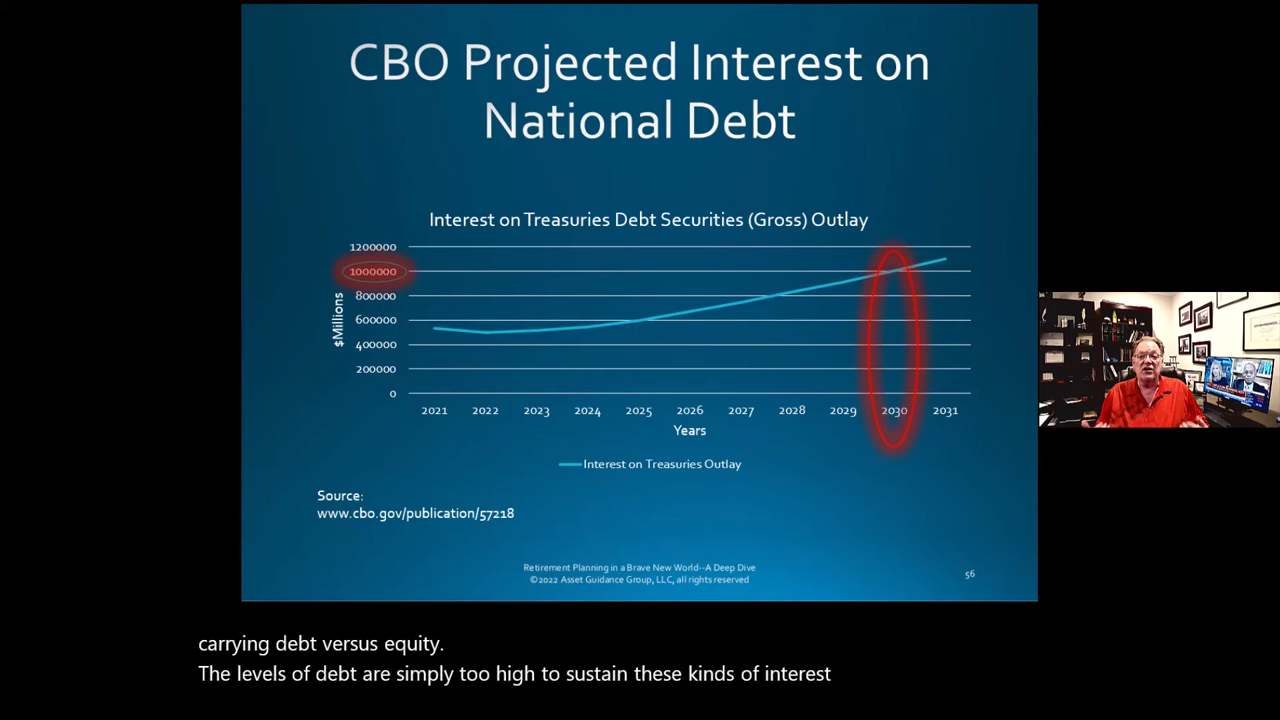 CBO Projected Interest on
National Debt
Interest on Treasuries Debt Securities (Gross) Outlay
1200000
1000000
800000
600000
400000
200000
0
$Millions
2021 2022 2023 2024 2025 2026 2027 2028 2029 2030 2031
Years
Interest on Treasuries Outlay
Source:
www.cbo.gov/publication/57218
Retirement Planning in a Brave New World--A Deep Dive
©2022 Asset Guidance Group, LLC, all rights reserved
56
carrying debt versus equity.
The levels of debt are simply too high to sustain these kinds of interest